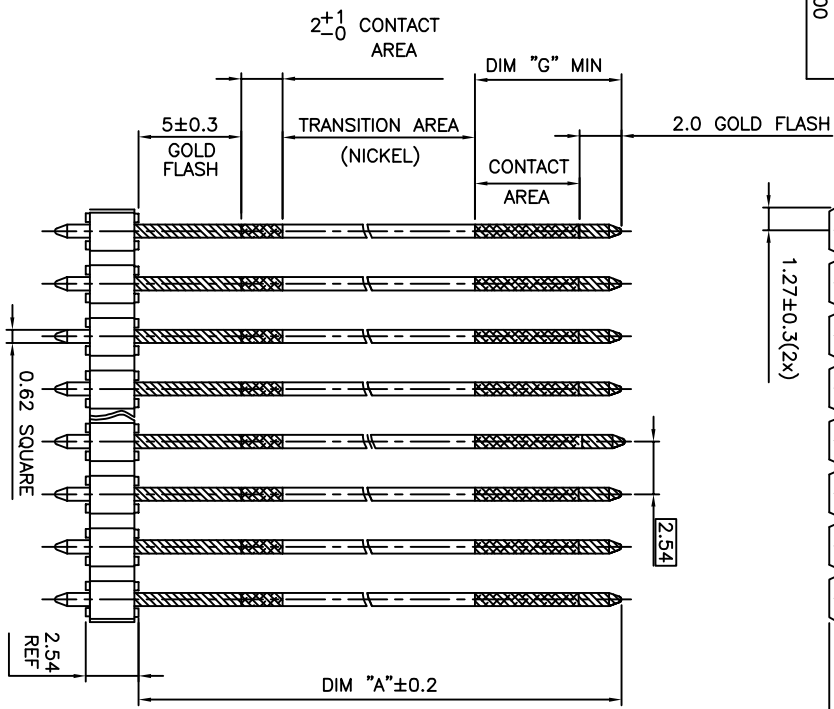 00
2+1-0 CONTACT
AREA
DIM "G" MIN
5±0.3
GOLD
FLASH
TRANSITION AREA
(NICKEL)
CONTACT
AREA
2.0 GOLD FLASH
1.27±0.3(2x)
0.62 SQUARE
2.54
2.54
REF
DIM "A"±0.2